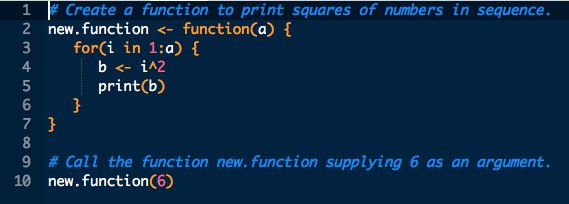 1 # Create a function to print squares of numbers in sequence.
2 new.function <- function(a) {
3    for(i in 1:a) {
4       b <- i^2
5       print(b)
6    }
7 }
8
9 # Call the function new.function supplying 6 as an argument.
10 new.function(6)